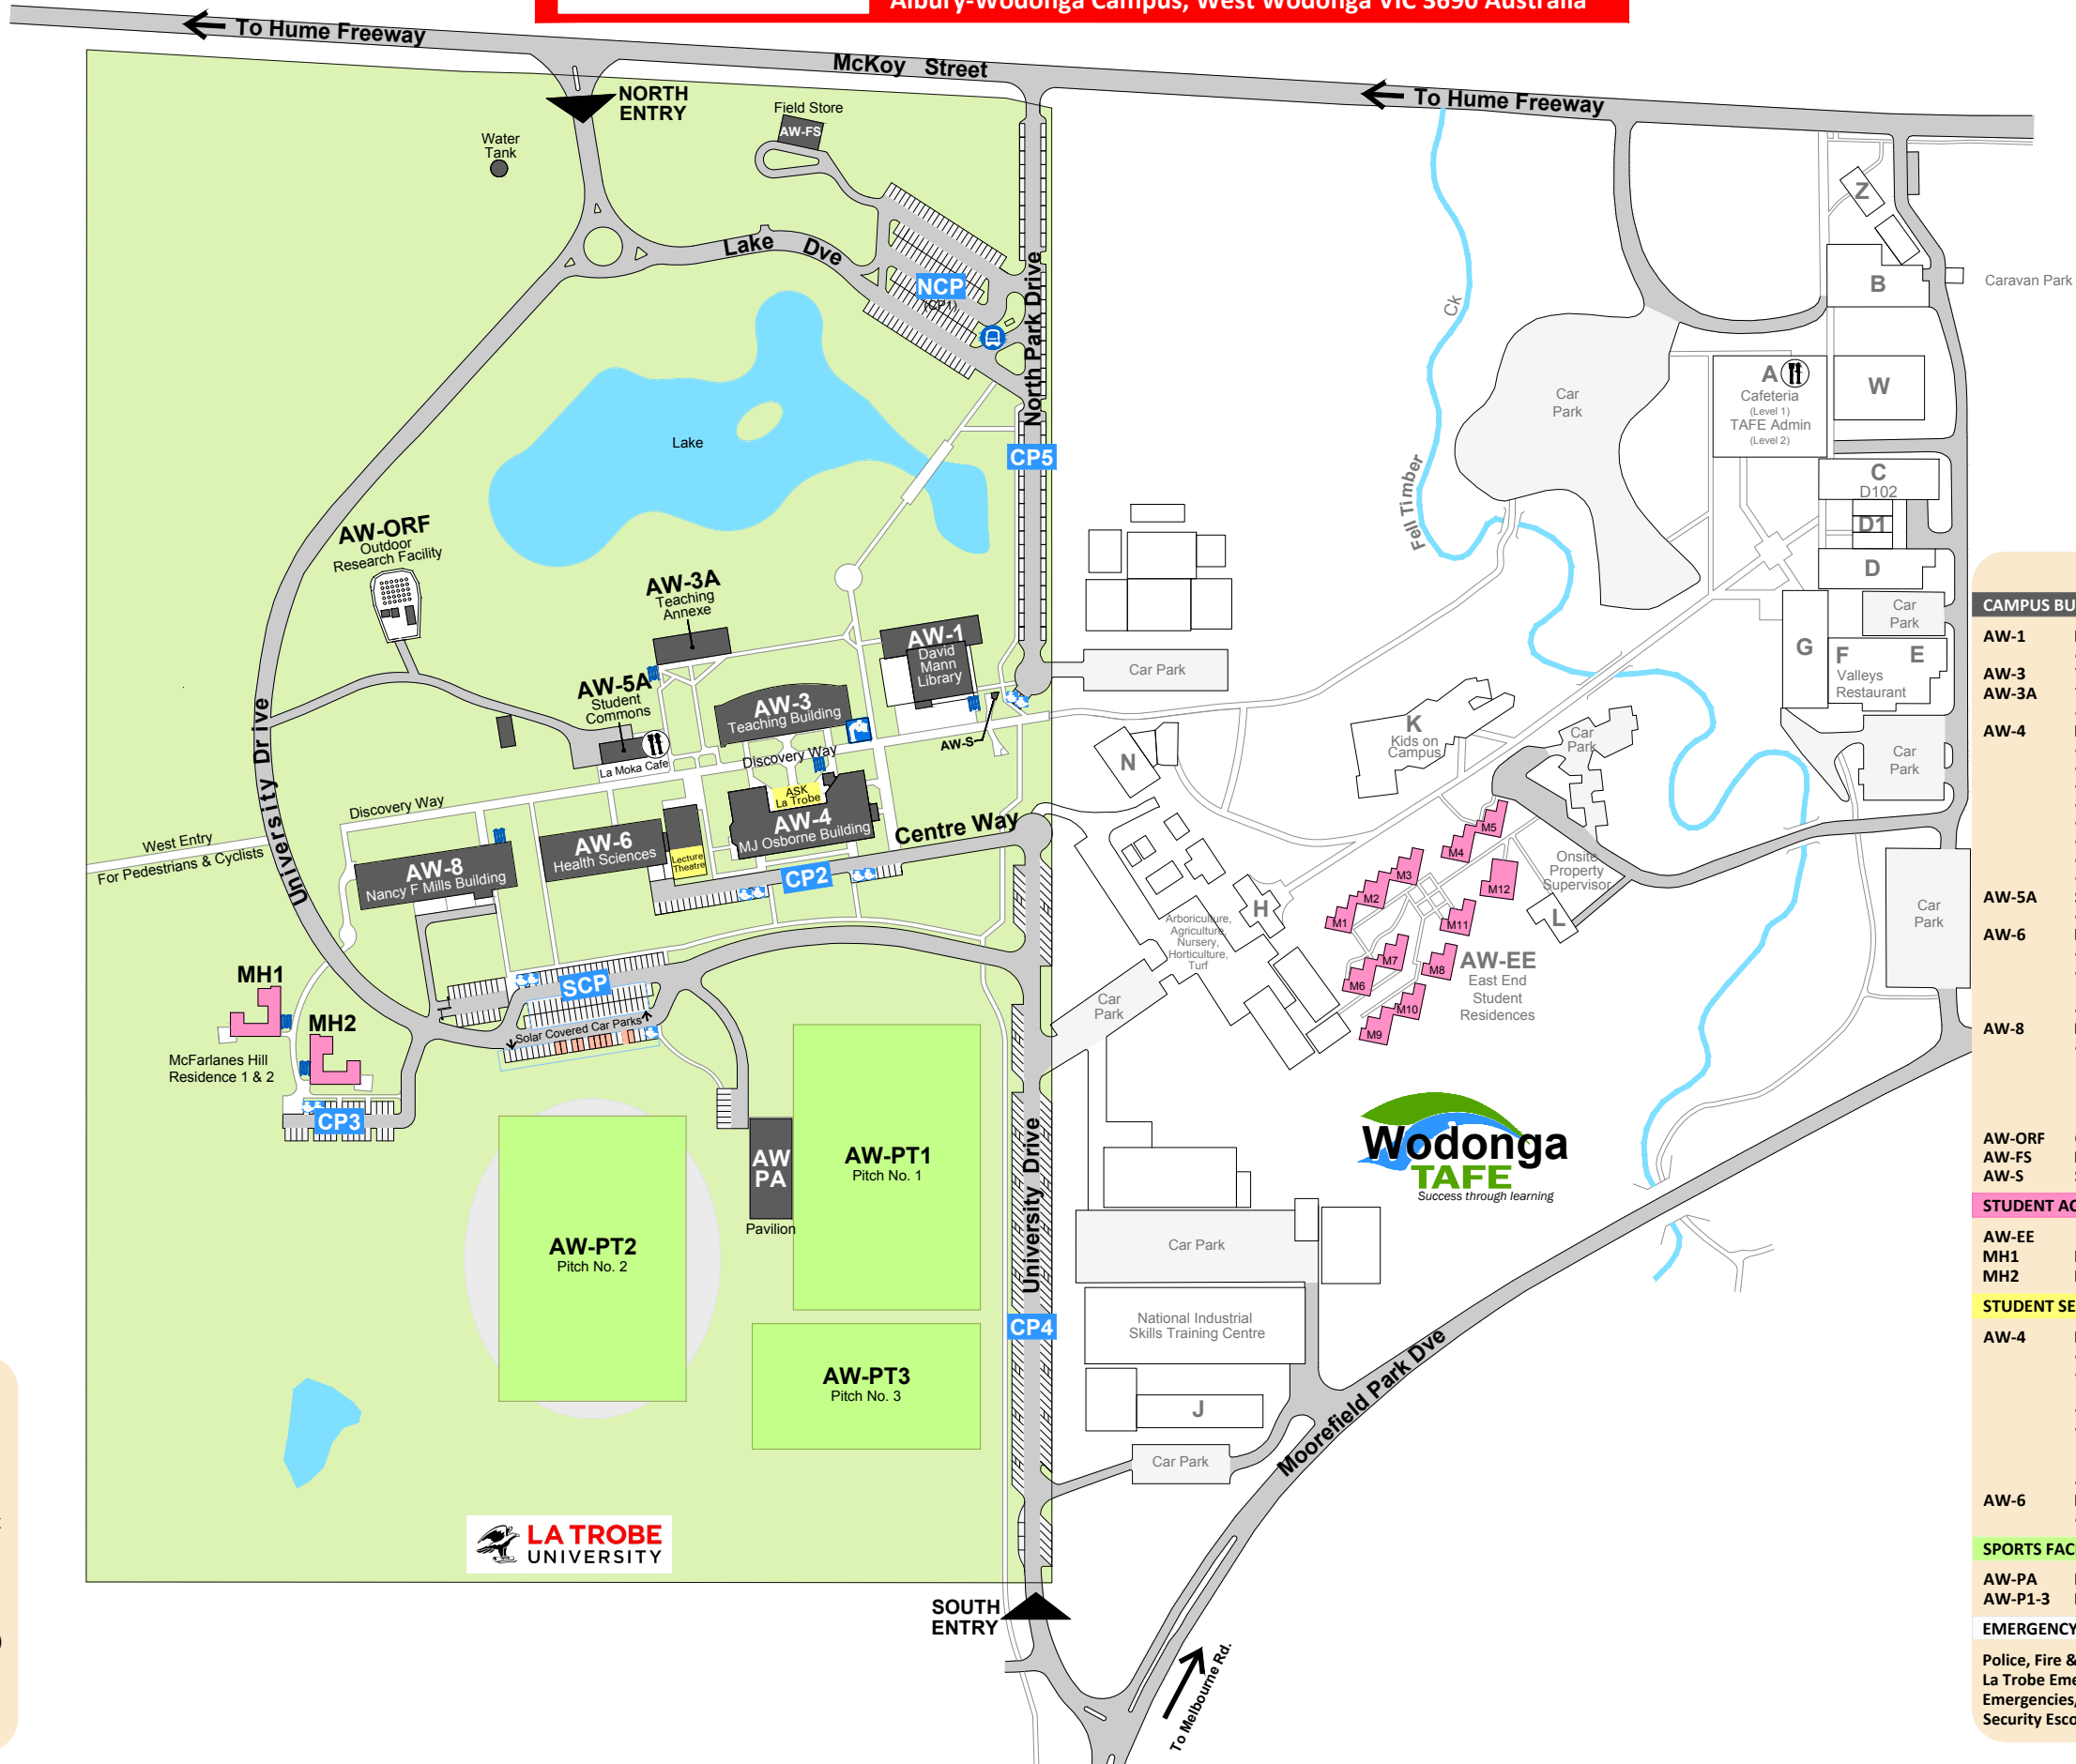 Albury-Wodonga Campus, West Wodonga VIC 3690 Australia
To Hume Freeway
McKoy Street
To Hume Freeway
NORTH
ENTRY
Field Store
AW-FS
Water
Tank
Lake Dve
NCP
(CP1)
North Park Drive
CP5
Lake
Ck
Fell Timber
Z
B
Caravan Park
A
Cafeteria
(Level 1)
TAFE Admin
(Level 2)
W
Car
Park
C
D102
D1
D
Car
Park
G
F
E
Valleys
Restaurant
Car
Park
Car
Park
AW-ORF
Outdoor
Research Facility
AW-3A
Teaching
Annexe
AW-1
David
Mann
Library
AW-5A
Student
Commons
La Moka Cafe
AW-3
Teaching Building
AW-S
Discovery Way
ASK
La Trobe
AW-4
MJ Osborne Building
Centre Way
Discovery Way
West Entry
For Pedestrians & Cyclists
University Drive
AW-8
Nancy F Mills Building
AW-6
Health Sciences
Lecture
Theatre
CP2
Car Park
N
K
Kids on
Campus
Car
Park
M5
M4
M3
M2
M1
M12
M11
M7
M8
M6
M10
M9
Onsite
Property
Supervisor
L
H
Arboriculture,
Agriculture,
Nursery,
Horticulture,
Turf
AW-EE
East End
Student
Residences
Car
Park
MH1
MH2
McFarlanes Hill
Residence 1 & 2
CP3
SCP
Solar Covered Car Parks
Car
Park
AW
PA
Pavilion
AW-PT1
Pitch No. 1
AW-PT2
Pitch No. 2
AW-PT3
Pitch No. 3
University Drive
CP4
Wodonga
TAFE
Success through learning
Car Park
National Industrial
Skills Training Centre
J
Car Park
Moorefield Park Dve
LA TROBE
UNIVERSITY
SOUTH
ENTRY
To Melbourne Rd.
CAMPUS BU
AW-1
AW-3
AW-3A
AW-4
AW-5A
AW-6
AW-8
AW-ORF
AW-FS
AW-S
STUDENT AC
AW-EE
MH1
MH2
STUDENT SE
AW-4
AW-6
SPORTS FAC
AW-PA
AW-P1-3
EMERGENCY
Police, Fire &
La Trobe Eme
Emergencies,
Security Esco